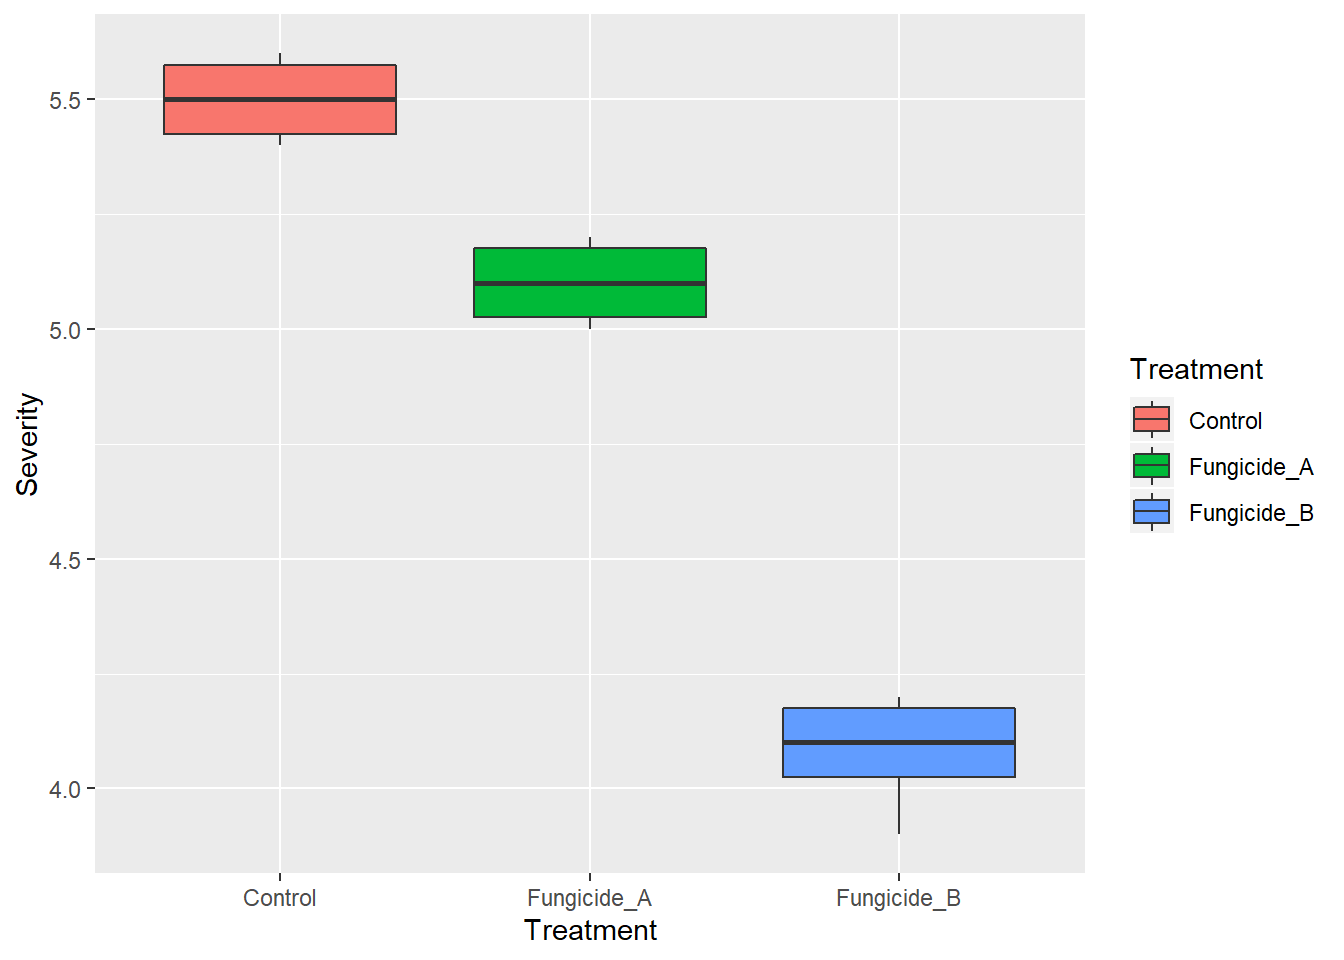 Severity
5.5
5.0
4.5
4.0
Control
Fungicide_A
Fungicide_B
Treatment
Treatment
Control
Fungicide_A
Fungicide_B